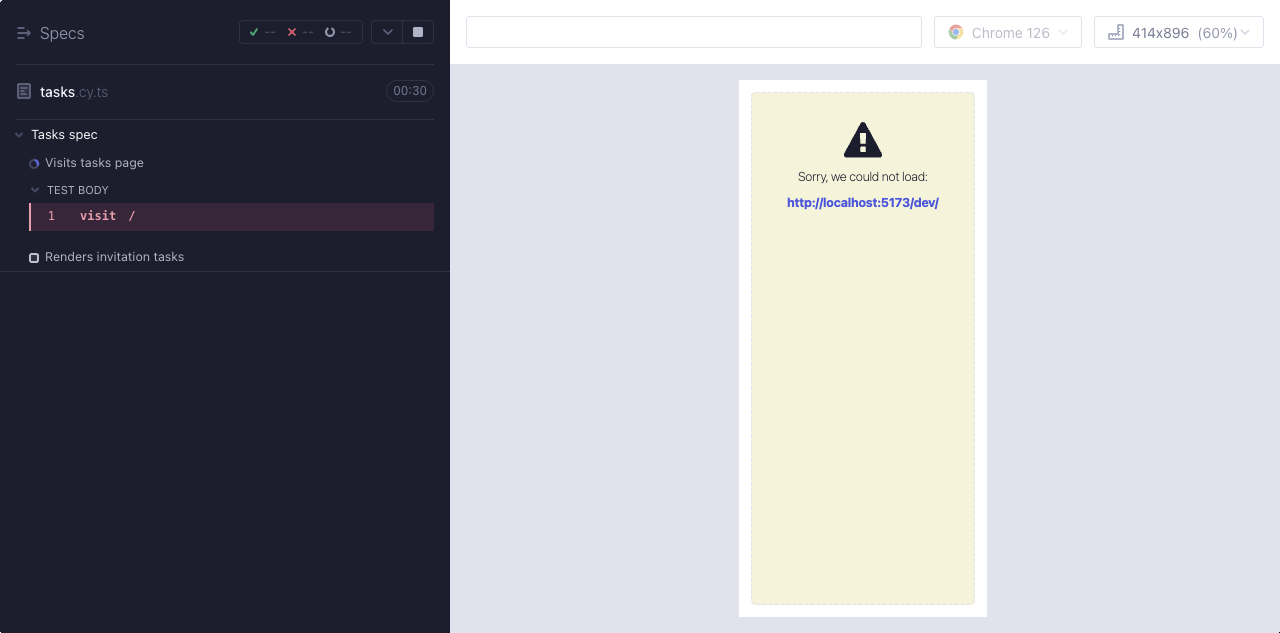 Specs
-- -- --
Chrome 126
414x896 (60%)
tasks.cy.ts
00:30
Tasks spec
Visits tasks page
TEST BODY
1 visit /
Renders invitation tasks
Sorry, we could not load:
http://localhost:5173/dev/